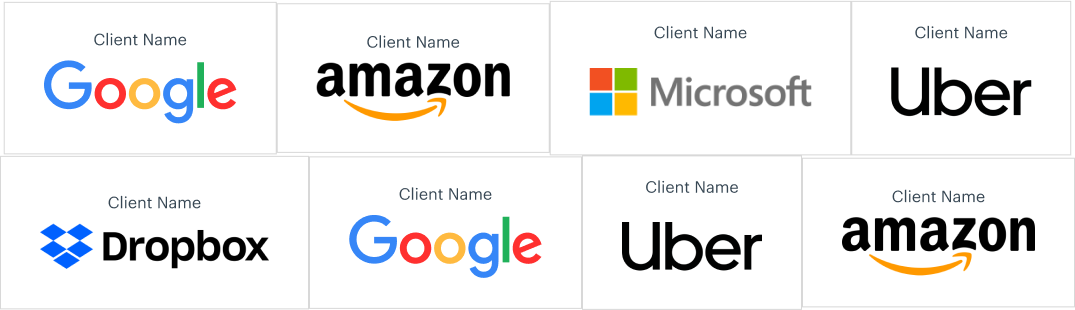 Client Name
Google
Client Name
amazon
Client Name
Microsoft
Client Name
Uber
Client Name
Dropbox
Client Name
Google
Client Name
Uber
Client Name
amazon